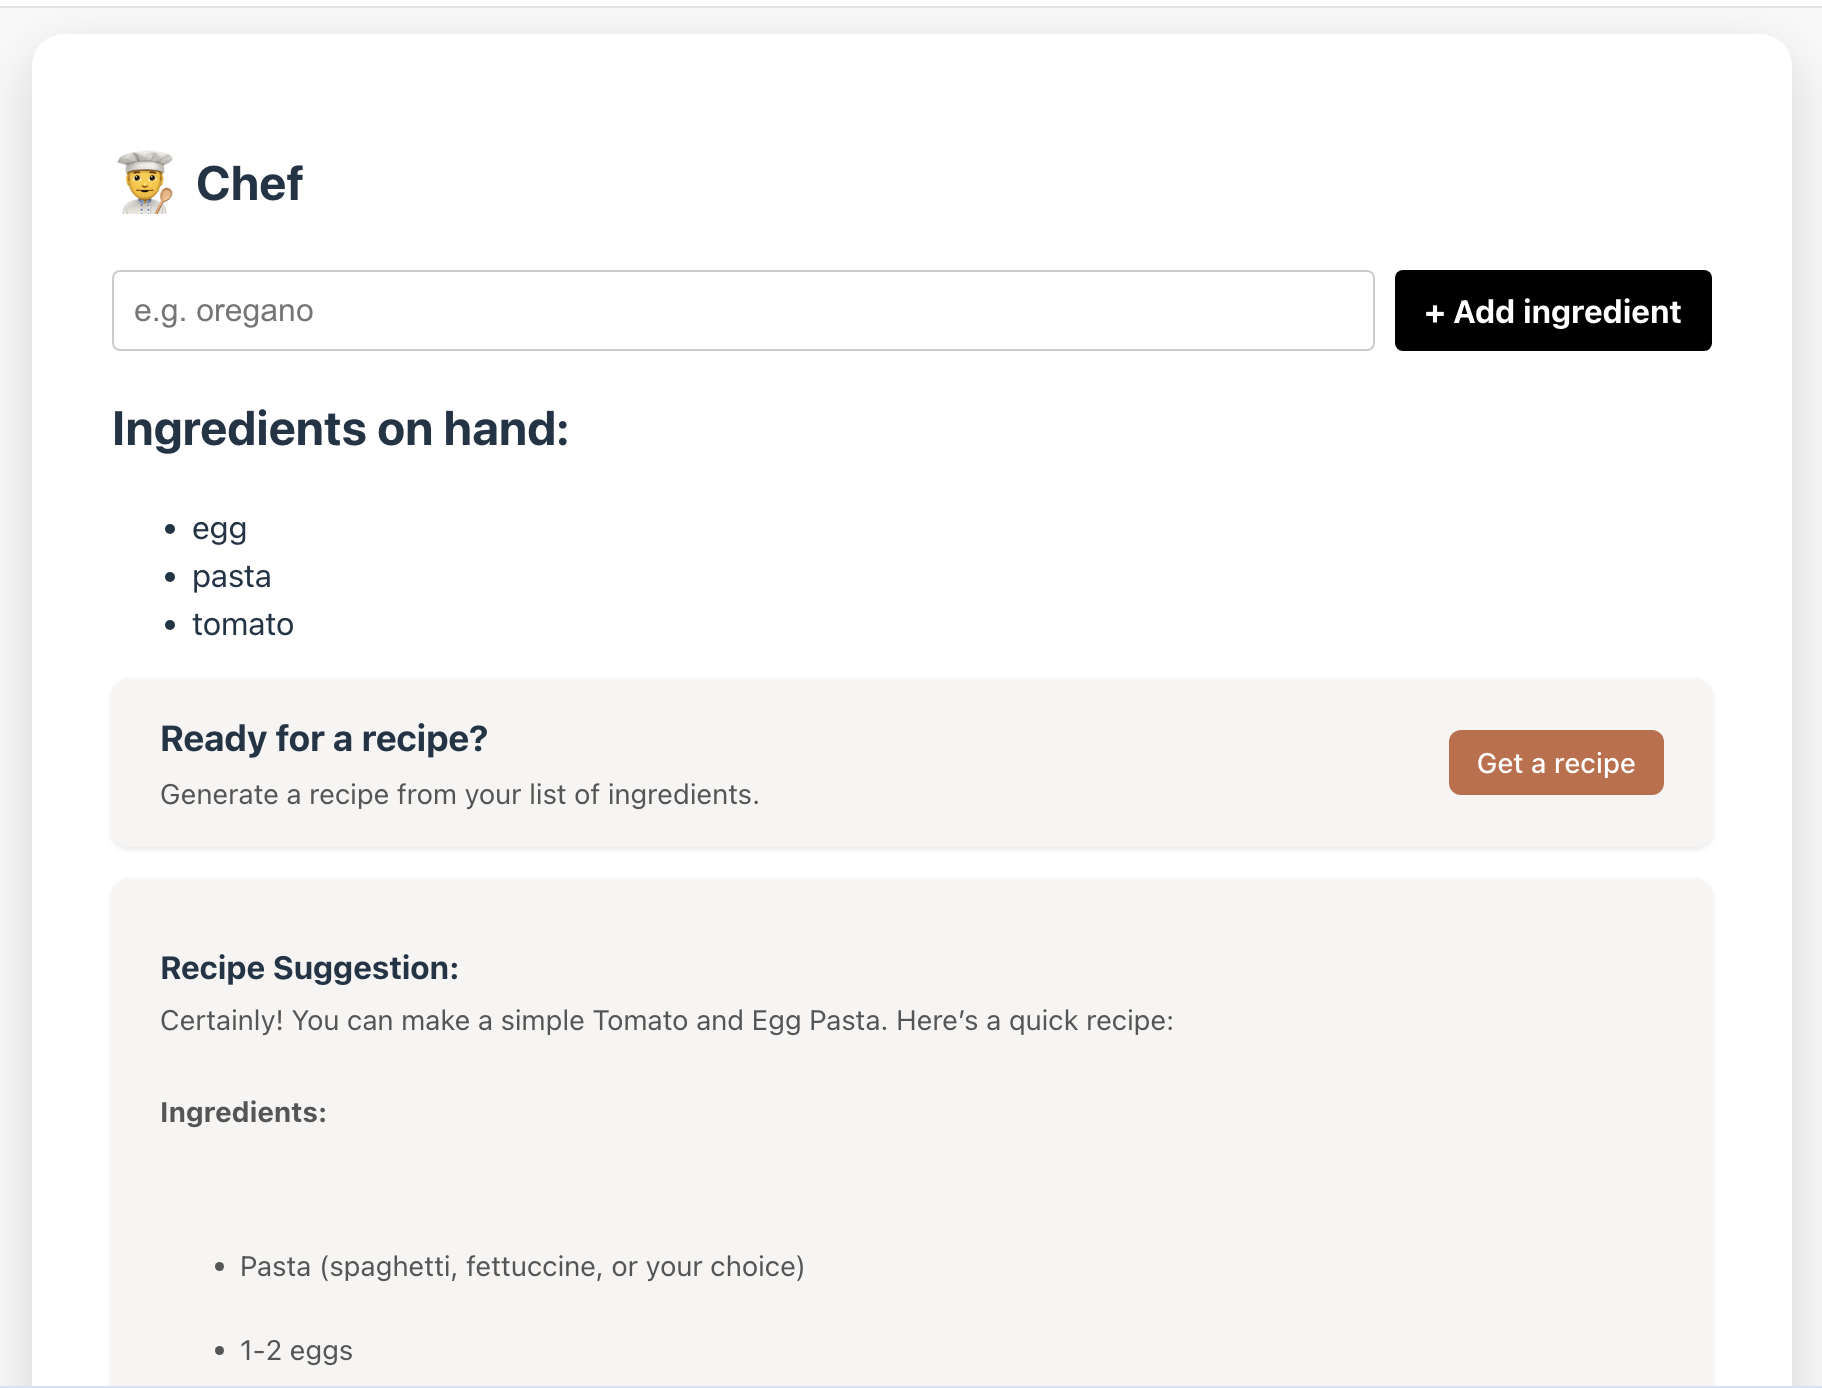 Chef
e.g. oregano
+ Add ingredient
Ingredients on hand:
• egg
• pasta
• tomato
Ready for a recipe?
Generate a recipe from your list of ingredients.
Get a recipe
Recipe Suggestion:
Certainly! You can make a simple Tomato and Egg Pasta. Here’s a quick recipe:
Ingredients:
• Pasta (spaghetti, fettuccine, or your choice)
• 1-2 eggs